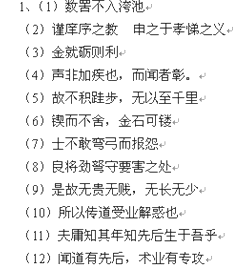 1、（1）数罟不入洿池
（2）谨庠序之教　申之于孝悌之义
（3）金就砺则利
（4）声非加疾也，而闻者彰。
（5）故不积跬步，无以至千里
（6）锲而不舍，金石可镂
（7）士不敢弯弓而报怨
（8）良将劲弩守要害之处
（9）是故无贵无贱，无长无少
（10）所以传道受业解惑也
（11）夫庸知其年知先后生于吾乎
（12）闻道有先后，术业有专攻